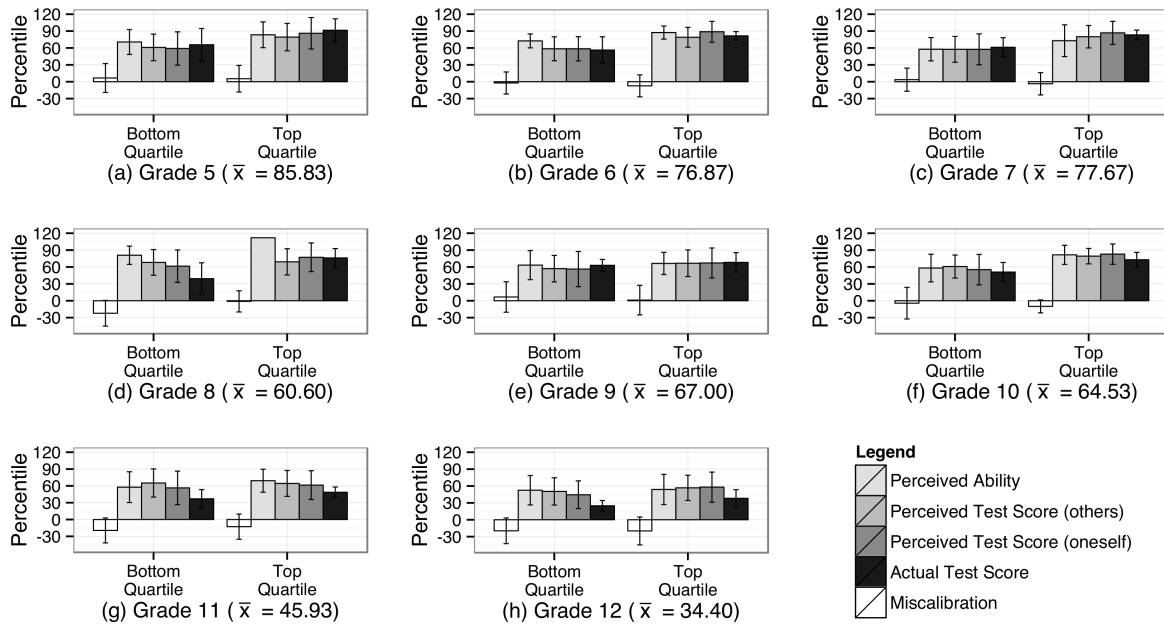 Percentile
120
90
60
30
0
-30
Bottom Quartile
Top Quartile
(a) Grade 5 ( x̅ = 85.83)
Percentile
120
90
60
30
0
-30
Bottom Quartile
Top Quartile
(b) Grade 6 ( x̅ = 76.87)
Percentile
120
90
60
30
0
-30
Bottom Quartile
Top Quartile
(c) Grade 7 ( x̅ = 77.67)
Percentile
120
90
60
30
0
-30
Bottom Quartile
Top Quartile
(d) Grade 8 ( x̅ = 60.60)
Percentile
120
90
60
30
0
-30
Bottom Quartile
Top Quartile
(e) Grade 9 ( x̅ = 67.00)
Percentile
120
90
60
30
0
-30
Bottom Quartile
Top Quartile
(f) Grade 10 ( x̅ = 64.53)
Percentile
120
90
60
30
0
-30
Bottom Quartile
Top Quartile
(g) Grade 11 ( x̅ = 45.93)
Percentile
120
90
60
30
0
-30
Bottom Quartile
Top Quartile
(h) Grade 12 ( x̅ = 34.40)
Legend
Perceived Ability
Perceived Test Score (others)
Perceived Test Score (oneself)
Actual Test Score
Miscalibration